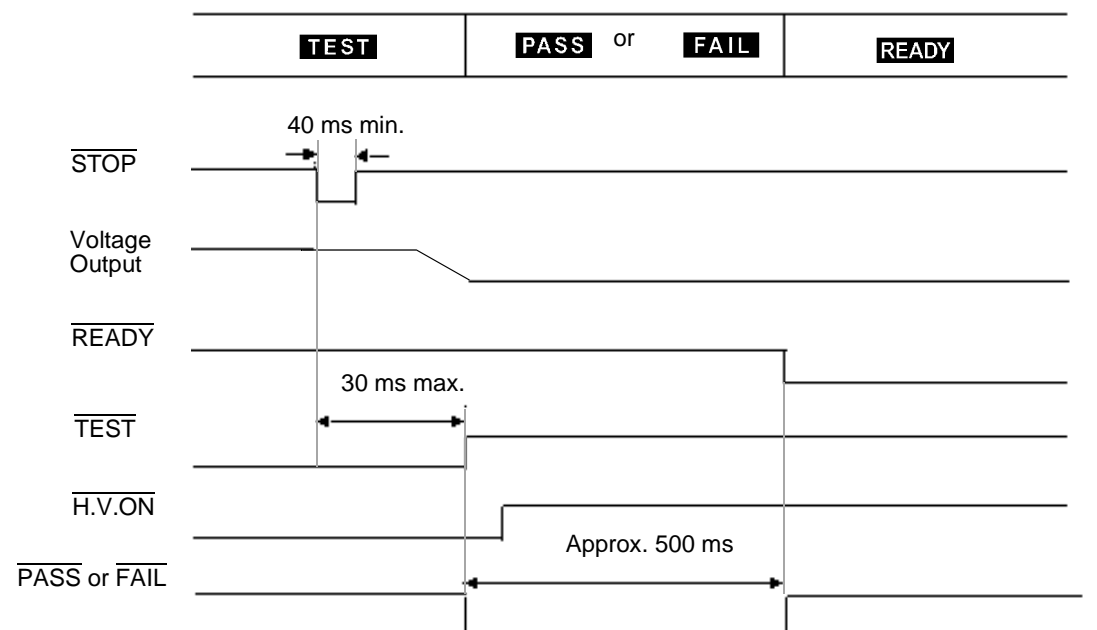 TEST PASS or FAIL READY
40 ms min.
STOP
Voltage
Output
READY
30 ms max.
TEST
H.V.ON
Approx. 500 ms
PASS or FAIL